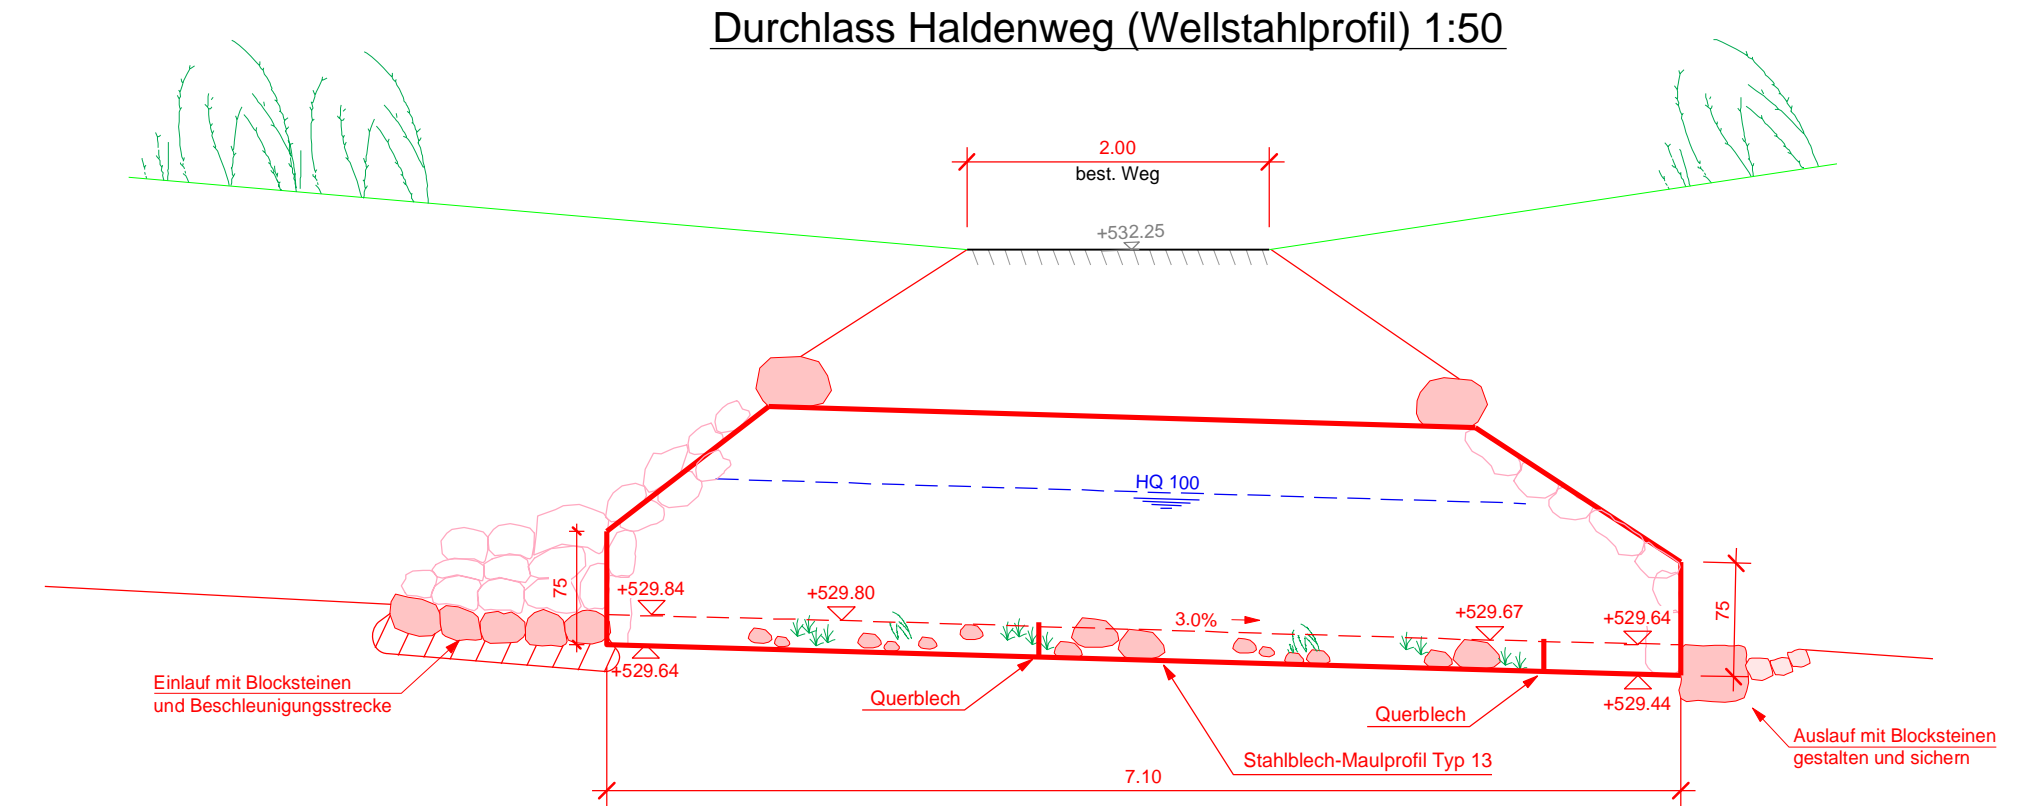 Durchlass Haldenweg (Wellstahlprofil) 1:50
2.00
best. Weg
+532.25
HQ 100
75
+529.84
+529.80
3.0%
+529.67
+529.64
75
+529.64
+529.44
Einlauf mit Blocksteinen
und Beschleunigungsstrecke
Querblech
Querblech
Auslauf mit Blocksteinen
gestalten und sichern
Stahlblech-Maulprofil Typ 13
7.10